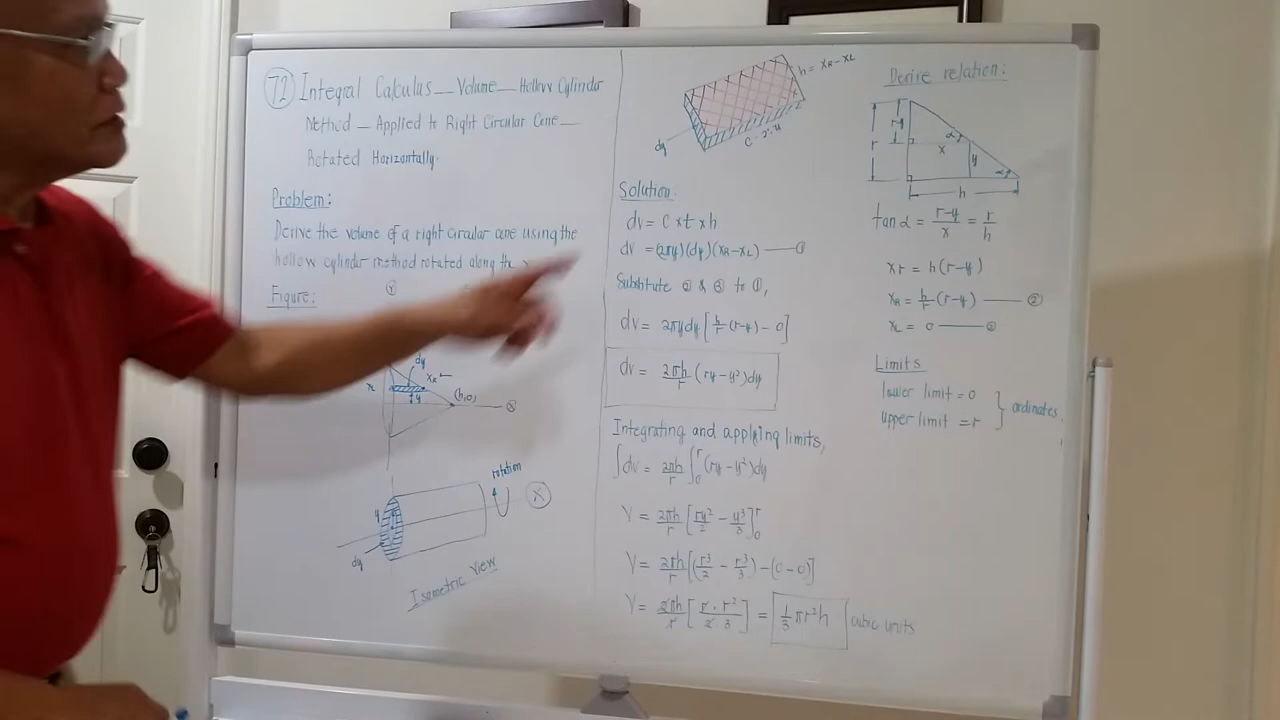 72 Integral Calculus — Volume — Hollow Cylinder
Method — Applied to Right Circular Cone —
Rotated Horizontally.
Problem:
Derive the volume of a right circular cone using the
hollow cylinder method rotated along the
Figure:
Y
dy
xR
y
(h,0)
X
rotation
X
y
dy
Isometric View
h = xR - xL
dy
Solution:
dv = C x t x h
dv = (2πy)(dy)(xR - xL) — ①
Substitute ② & ③ to ①,
dv = 2πydy[h/r (r-y) - 0]
dv = 2πh/r (ry - y²)dy
Integrating and applying limits,
∫dv = 2πh/r ∫₀ʳ (ry - y²)dy
V = 2πh/r [ry²/2 - y³/3]₀ʳ
V = 2πh/r [(r³/2 - r³/3) - (0-0)]
V = 2πh/r [r·r²/2·3] = 1/3 πr²h cubic units
Derive relation:
r-y
r
x
α
y
α
h
tan α = r-y/x = r/h
xr = h(r-y)
xR = h/r (r-y) — ②
xL = 0 — ③
Limits
lower limit = 0
upper limit = r
} ordinates